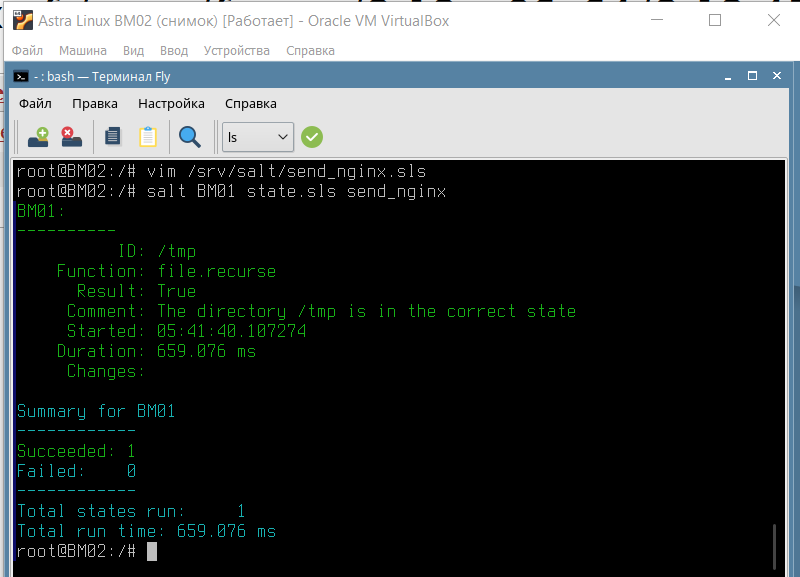 Astra Linux BM02 (снимок) [Работает] - Oracle VM VirtualBox
Файл Машина Вид Ввод Устройства Справка
- : bash — Терминал Fly
Файл Правка Настройка Справка
ls
root@BM02:/# vim /srv/salt/send_nginx.sls
root@BM02:/# salt BM01 state.sls send_nginx
BM01:
----------
ID: /tmp
Function: file.recurse
Result: True
Comment: The directory /tmp is in the correct state
Started: 05:41:40.107274
Duration: 659.076 ms
Changes:
Summary for BM01
------------
Succeeded: 1
Failed: 0
------------
Total states run: 1
Total run time: 659.076 ms
root@BM02:/#